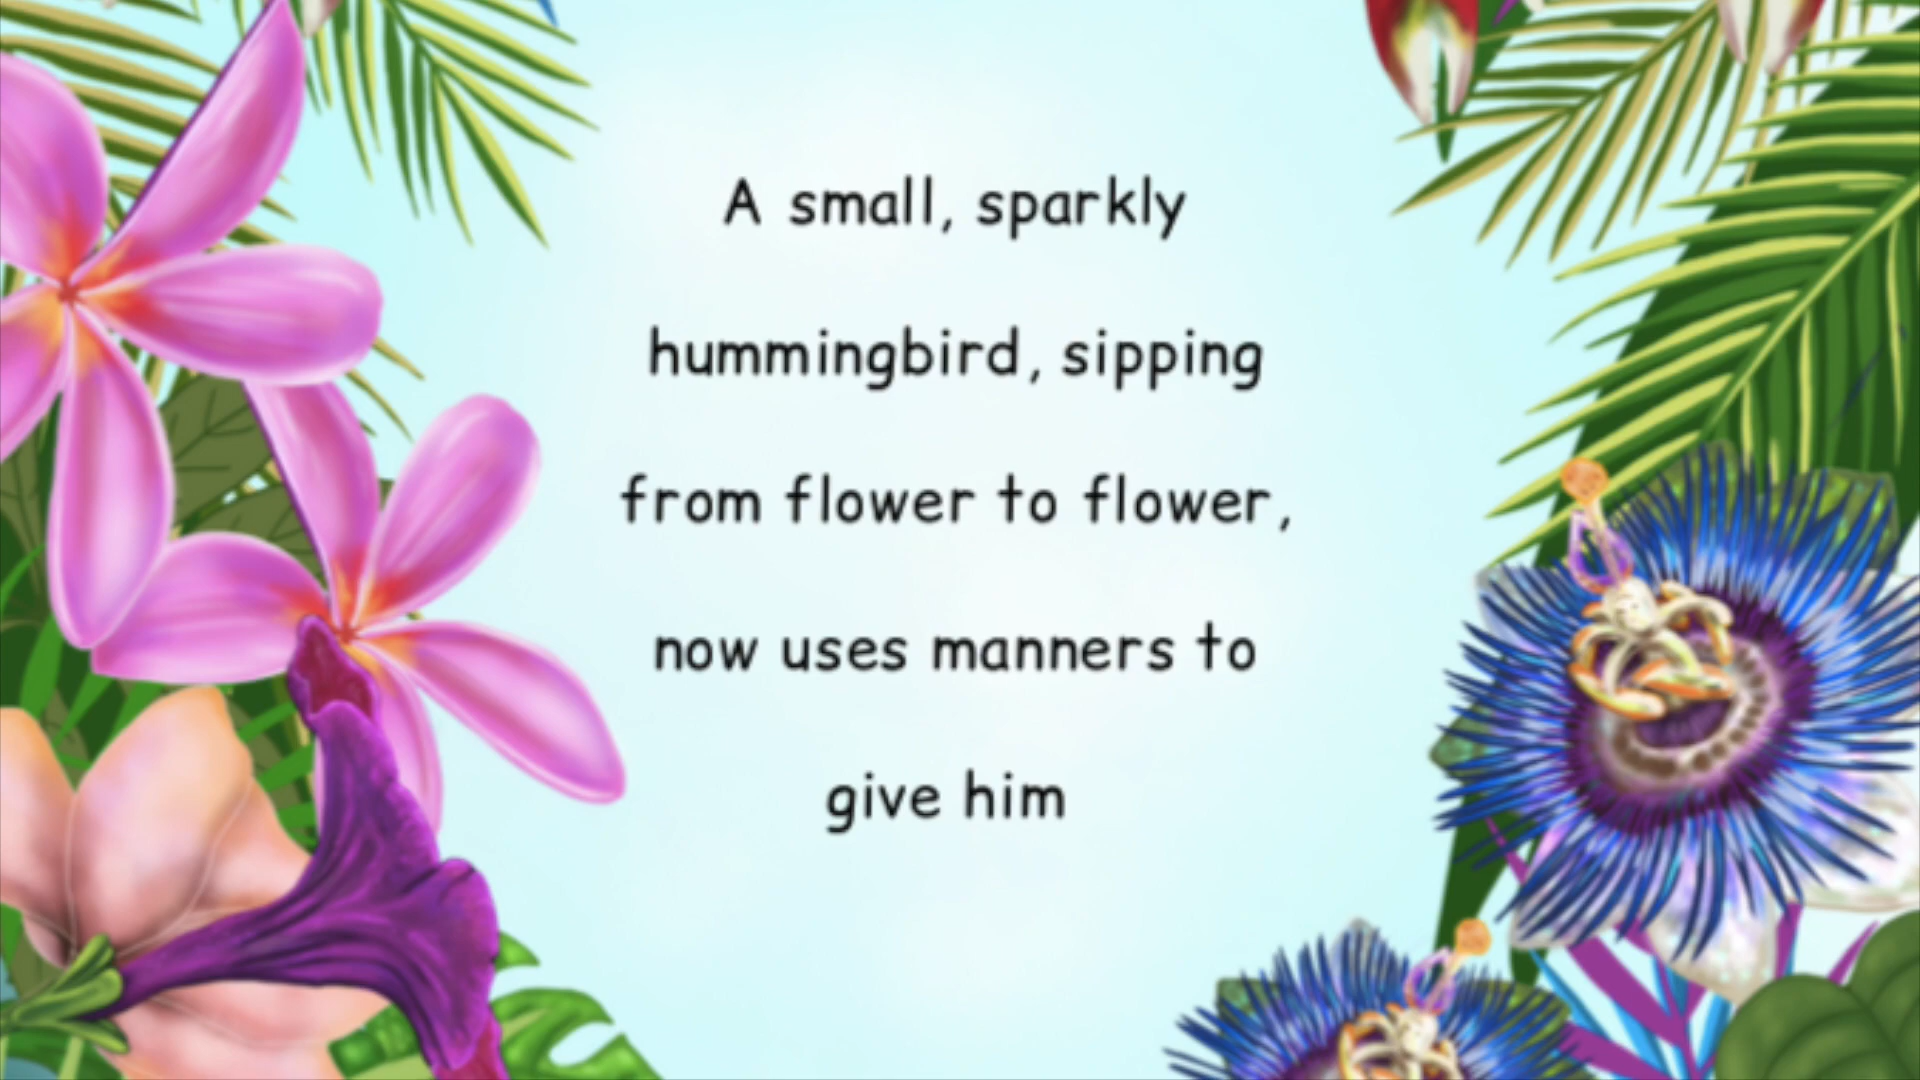 A small, sparkly
hummingbird, sipping
from flower to flower,
now uses manners to
give him